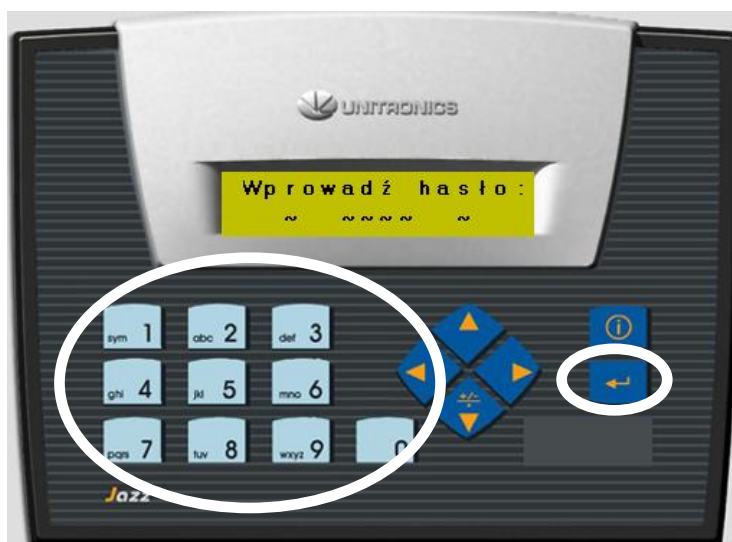 UNITRONICS
Wprowadź hasło:
~ ~~~~ ~
sym 1 abc 2 def 3
ghi 4 jkl 5 mno 6
pqrs 7 tuv 8 wxyz 9 0
+/-
Jazz